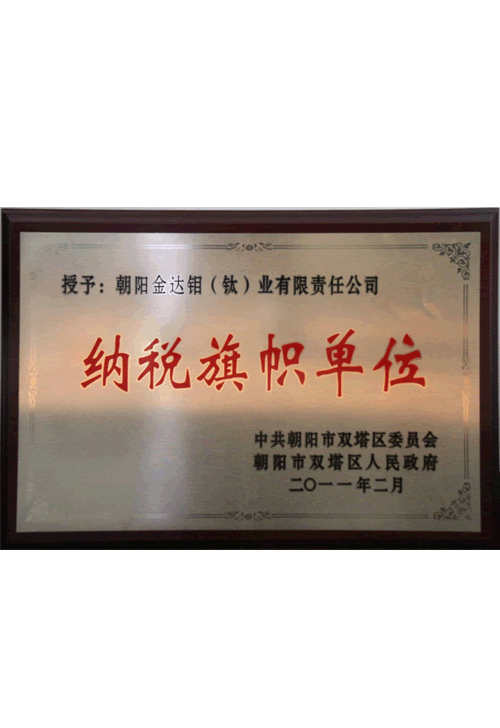 授予：朝阳金达钼（钛）业有限责任公司
纳税旗帜单位
中共朝阳市双塔区委员会
朝阳市双塔区人民政府
二〇一一年二月